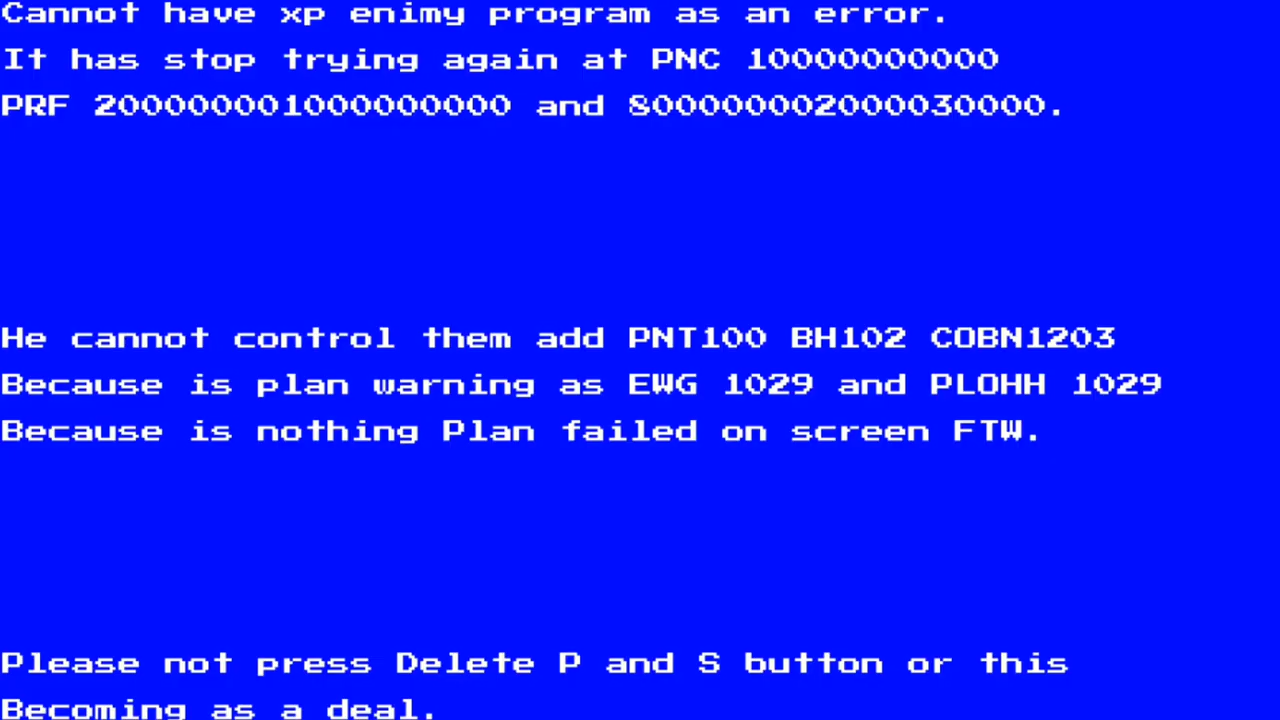 Cannot have xp enimy program as an error.
It has stop trying again at PNC 10000000000
PRF 200000001000000000 and 800000002000030000.
He cannot control them add PNT100 BH102 COBN1203
Because is plan warning as EWG 1029 and PLOHH 1029
Because is nothing Plan failed on screen FTW.
Please not press Delete P and S button or this
Becoming as a deal.